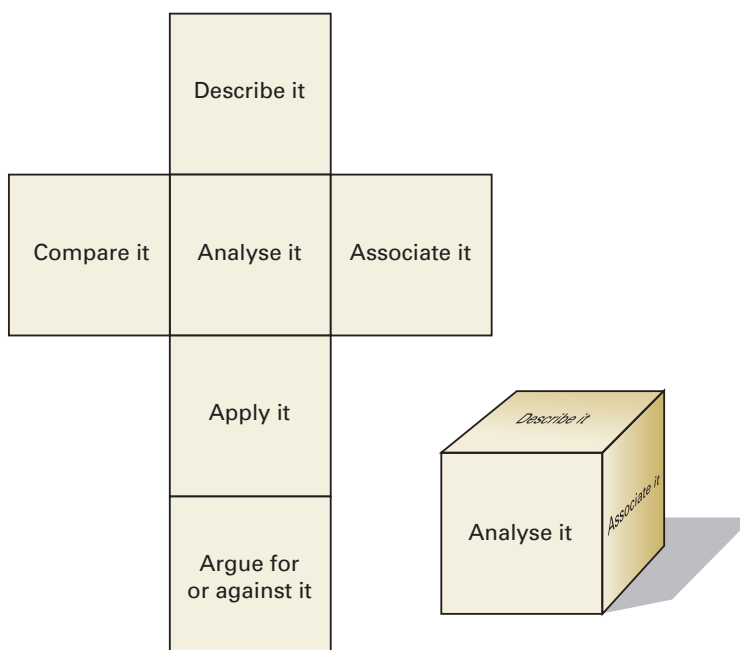 Describe it
Compare it
Analyse it
Associate it
Apply it
Argue for
or against it
Describe it
Analyse it
Associate it